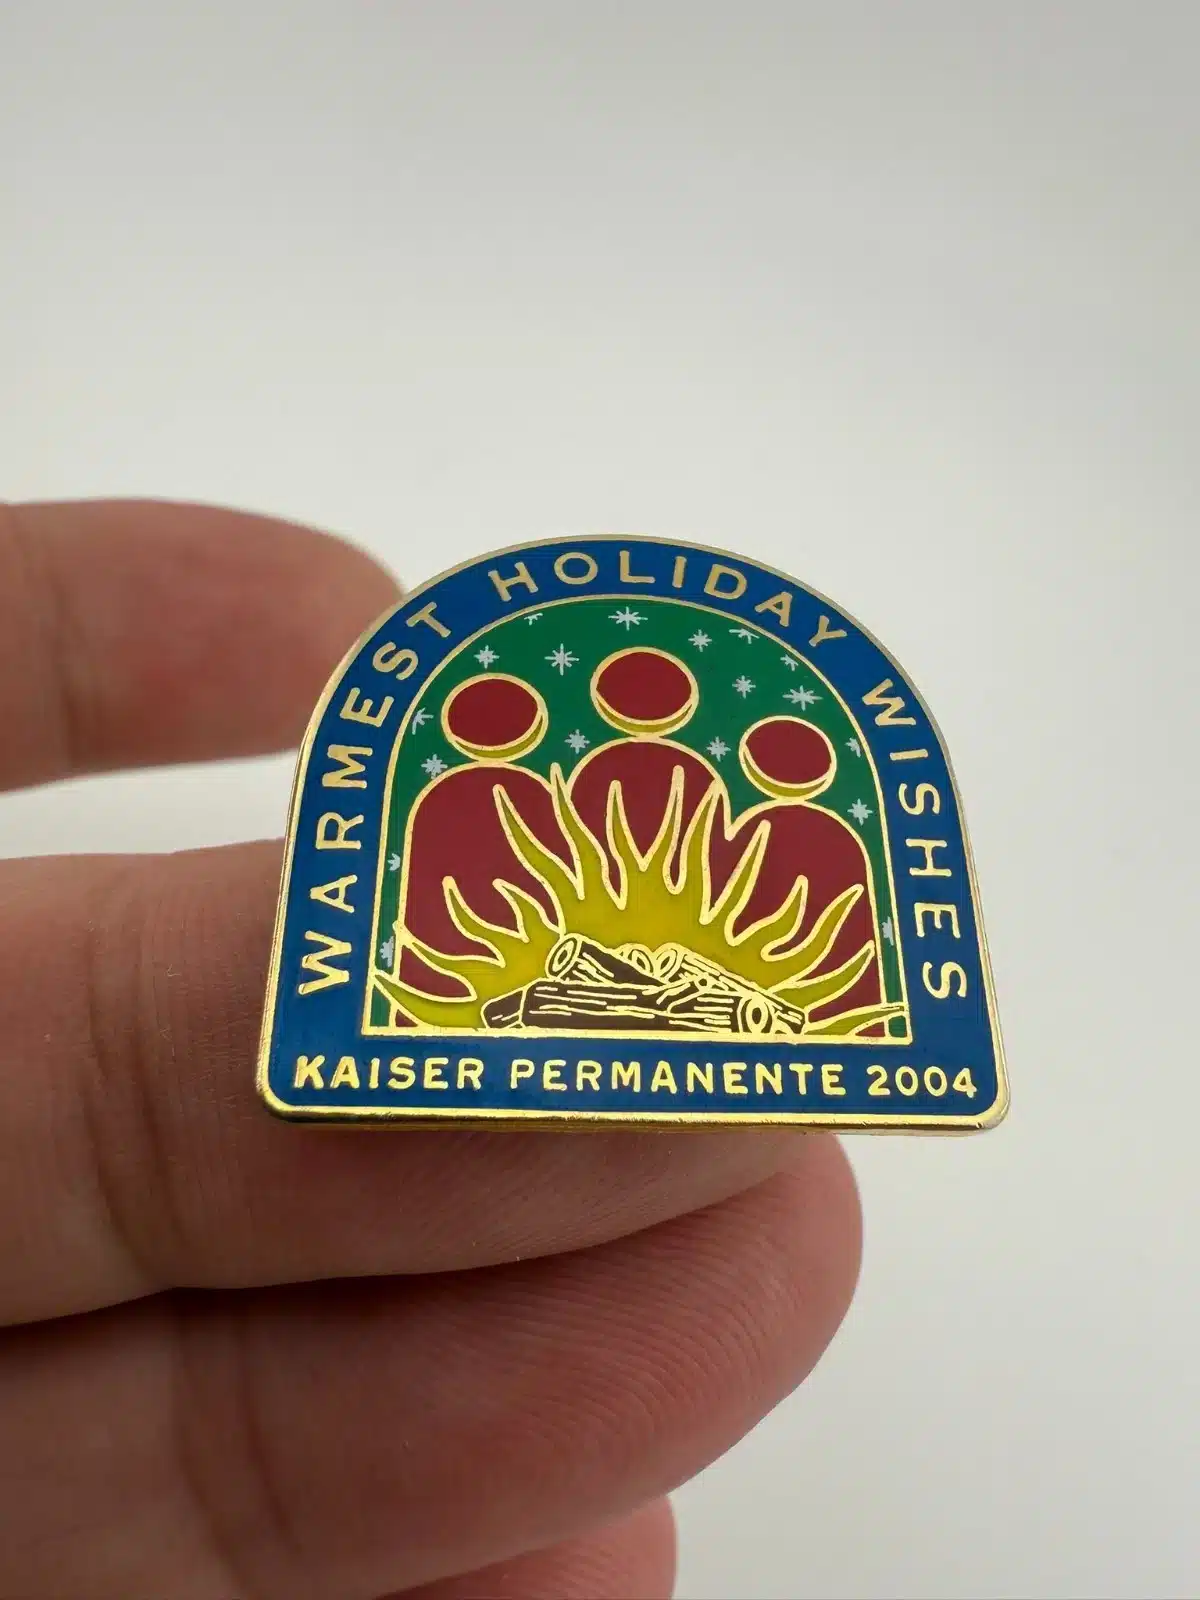 WARMEST HOLIDAY WISHES
KAISER PERMANENTE 2004